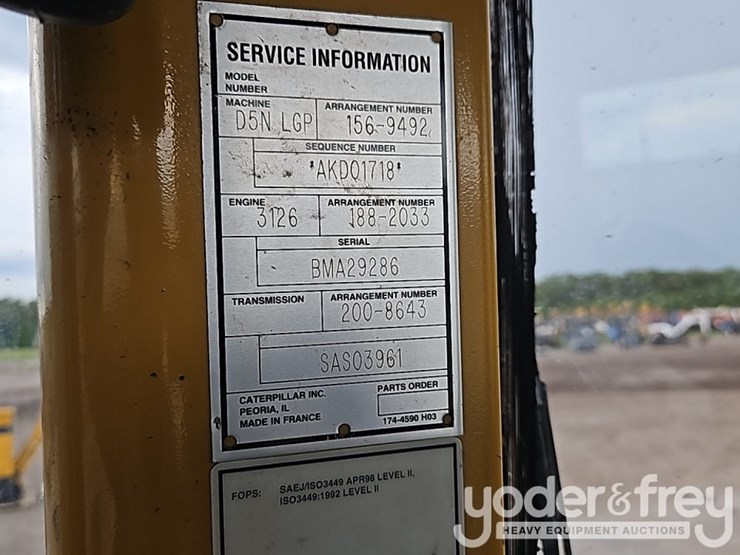 SERVICE INFORMATION
MODEL
NUMBER
MACHINE
ARRANGEMENT NUMBER
D5N LGP
156-9492
SEQUENCE NUMBER
*AKD01718*
ENGINE
ARRANGEMENT NUMBER
3126
188-2033
SERIAL
BMA29286
TRANSMISSION
ARRANGEMENT NUMBER
200-8643
SAS03961
CATERPILLAR INC.
PEORIA, IL
MADE IN FRANCE
PARTS ORDER
174-4590 H03
FOPS: SAEJ/ISO3449 APR98 LEVEL II,
ISO3449:1992 LEVEL II
yoder&frey
HEAVY EQUIPMENT AUCTIONS